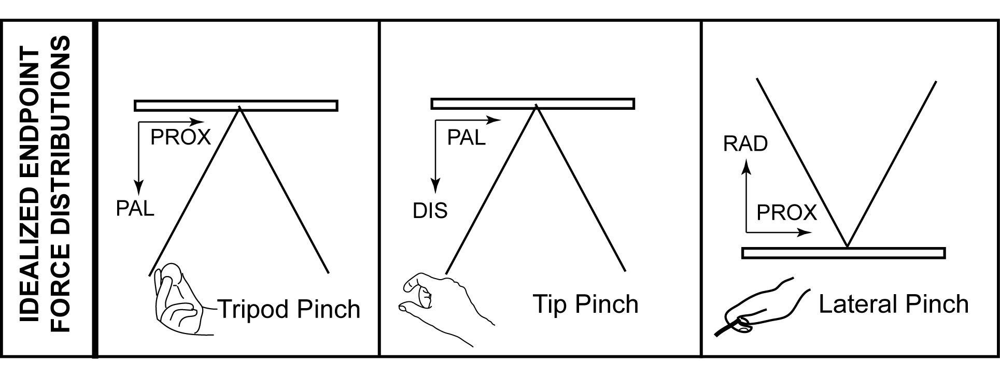 IDEALIZED ENDPOINT
FORCE DISTRIBUTIONS
PROX
PAL
Tripod Pinch
PAL
DIS
Tip Pinch
RAD
PROX
Lateral Pinch